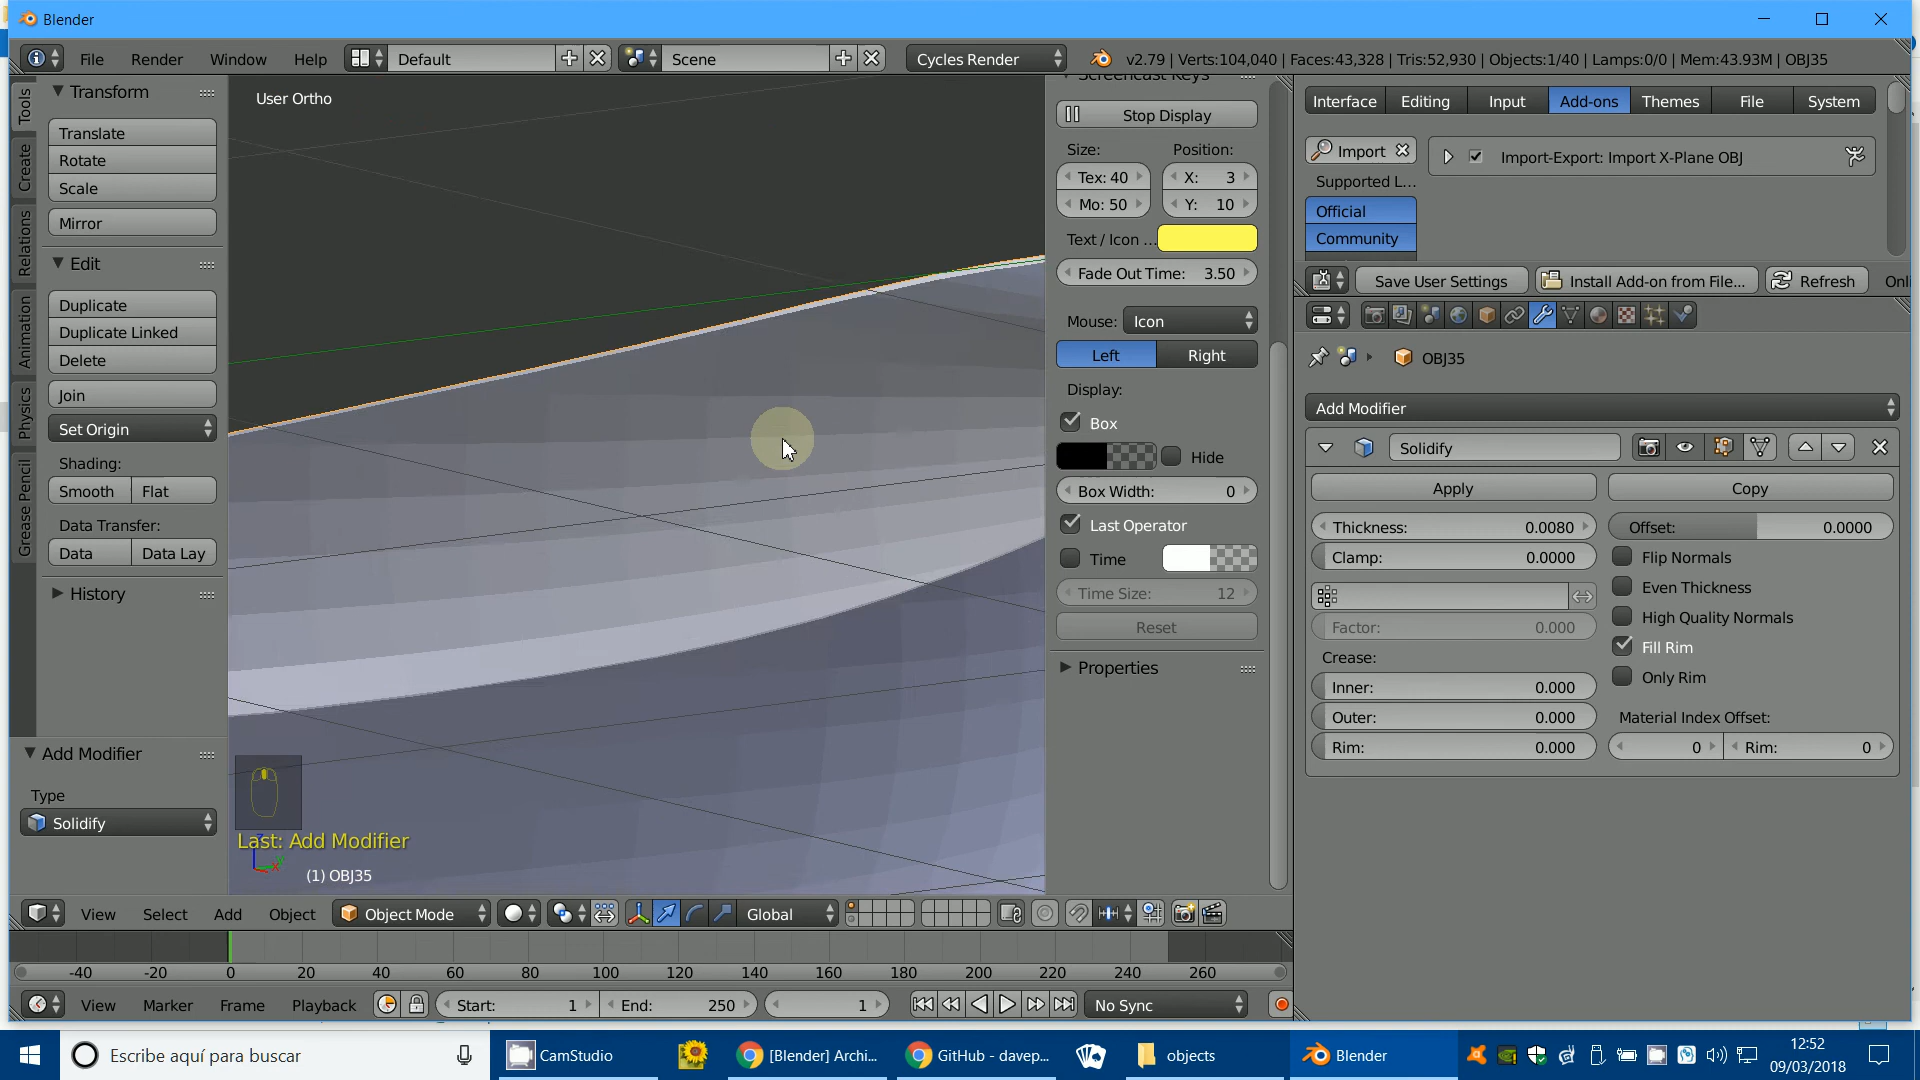 Blender
File Render Window Help Default Scene Cycles Render v2.79 | Verts:104,040 | Faces:43,328 | Tris:52,930 | Objects:1/40 | Lamps:0/0 | Mem:43.93M | OBJ35
Tools
Create
Relations
Animation
Physics
Grease Pencil
Transform
Translate
Rotate
Scale
Mirror
Edit
Duplicate
Duplicate Linked
Delete
Join
Set Origin
Shading:
Smooth Flat
Data Transfer:
Data Data Lay
History
Add Modifier
Type
Solidify
User Ortho
Last: Add Modifier
(1) OBJ35
Screencast Keys
Stop Display
Size: Position:
Tex: 40 X: 3
Mo: 50 Y: 10
Text / Icon ...
Fade Out Time: 3.50
Mouse: Icon
Left Right
Display:
Box
Hide
Box Width: 0
Last Operator
Time
Time Size: 12
Reset
Properties
Interface Editing Input Add-ons Themes File System
Import
Import-Export: Import X-Plane OBJ
Supported L...
Official
Community
Save User Settings Install Add-on from File... Refresh Onl
OBJ35
Add Modifier
Solidify
Apply Copy
Thickness: 0.0080 Offset: 0.0000
Clamp: 0.0000 Flip Normals
Even Thickness
Factor: 0.000 High Quality Normals
Crease: Fill Rim
Inner: 0.000 Only Rim
Outer: 0.000 Material Index Offset:
Rim: 0.000 0 Rim: 0
View Select Add Object Object Mode Global
-40 -20 0 20 40 60 80 100 120 140 160 180 200 220 240 260
View Marker Frame Playback Start: 1 End: 250 1 No Sync
Escribe aquí para buscar CamStudio [Blender] Archi... GitHub - davep... objects Blender 12:52
09/03/2018